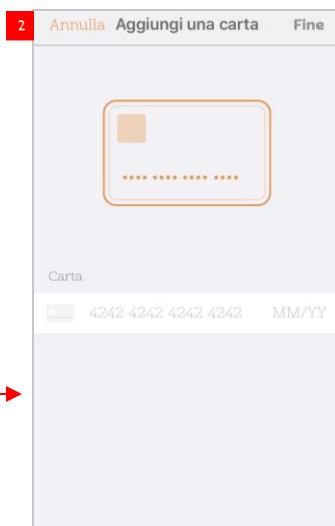 2
Annulla Aggiungi una carta Fine
•••• •••• •••• ••••
Carta
4242 4242 4242 4242 MM/YY